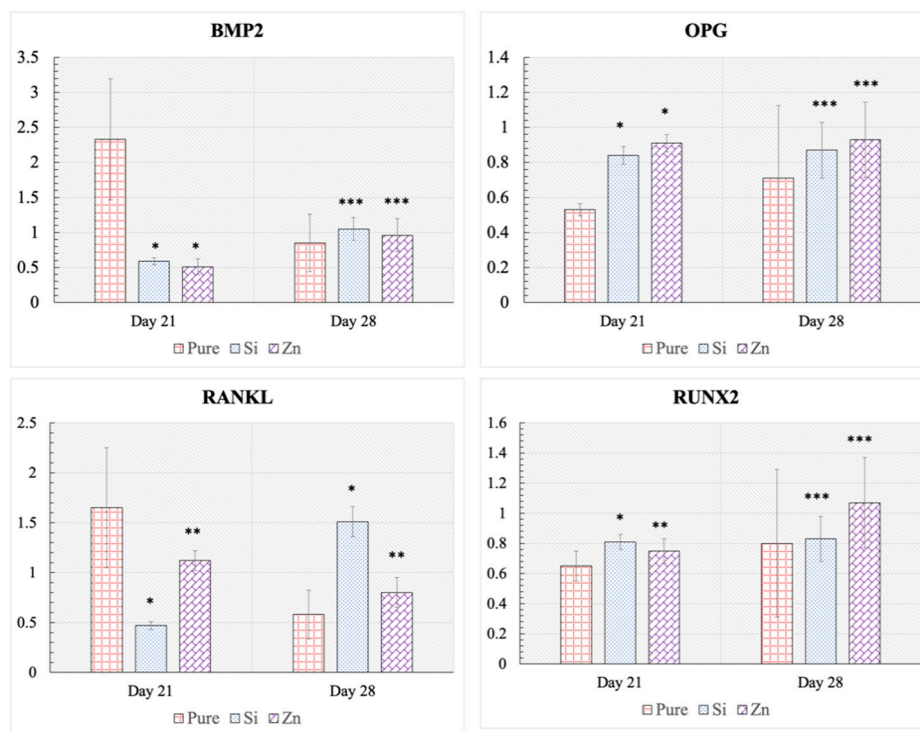 BMP2
3.5
3
2.5
2
1.5
1
0.5
0
* * *** ***
Day 21 Day 28
Pure Si Zn
OPG
1.4
1.2
1
0.8
0.6
0.4
0.2
0
* * *** ***
Day 21 Day 28
Pure Si Zn
RANKL
2.5
2
1.5
1
0.5
0
* ** * **
Day 21 Day 28
Pure Si Zn
RUNX2
1.6
1.4
1.2
1
0.8
0.6
0.4
0.2
0
* ** *** ***
Day 21 Day 28
Pure Si Zn